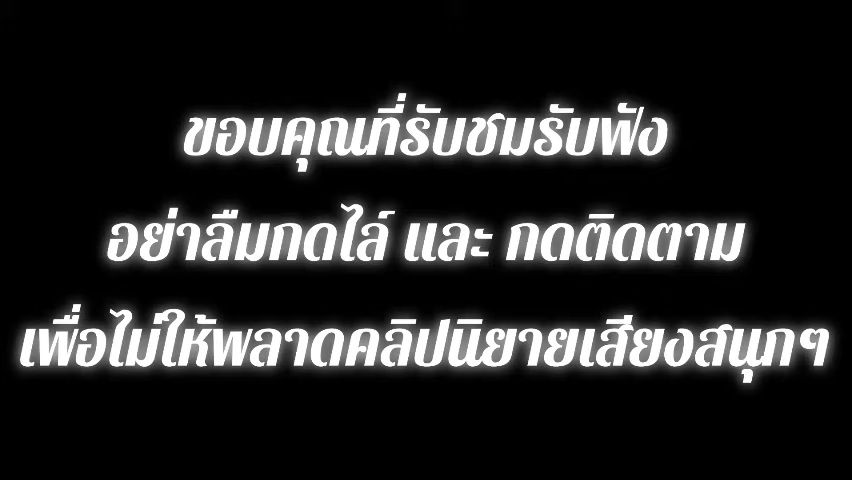 ขอบคุณที่รับชมรับฟัง
อย่าลืมกดไล์ และ กดติดตาม
เพื่อไม่ให้พลาดคลิปนิยายเสียงสนุกๆ